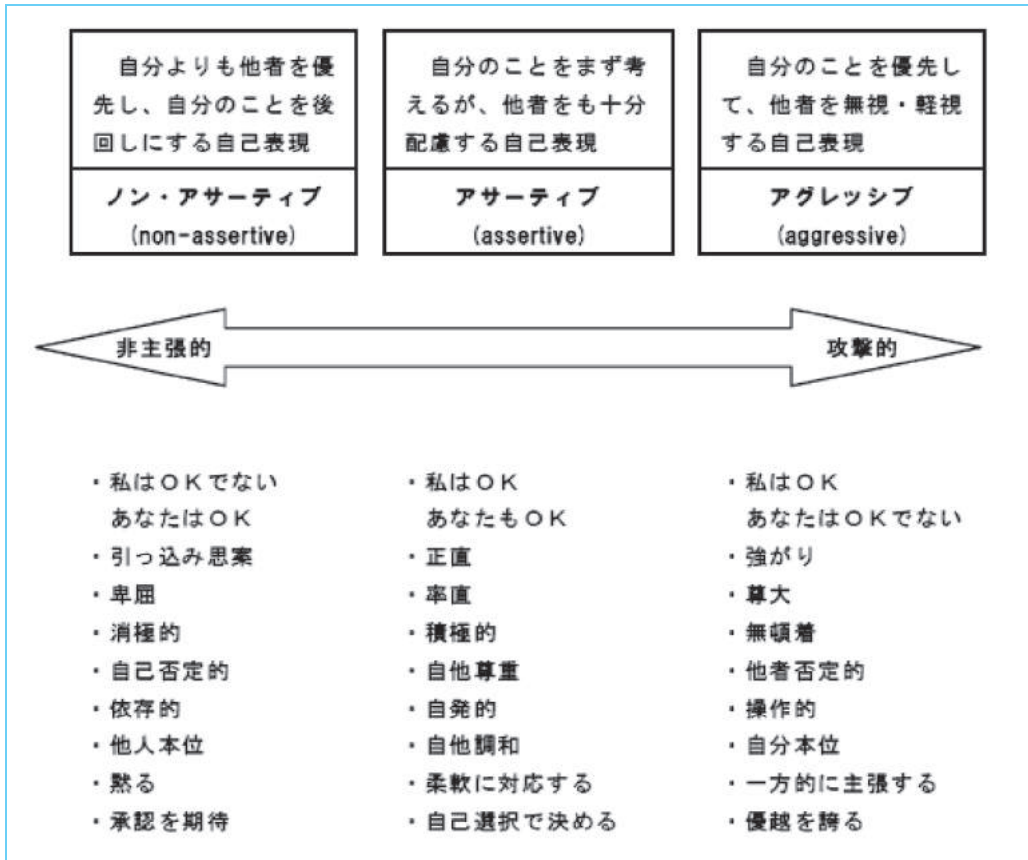 自分よりも他者を優
先し、自分のことを後
回しにする自己表現
ノン・アサーティブ
(non-assertive)
自分のことをまず考
えるが、他者をも十分
配慮する自己表現
アサーティブ
(assertive)
自分のことを優先し
て、他者を無視・軽視
する自己表現
アグレッシブ
(aggressive)
非主張的
攻撃的
・私はＯＫでない
あなたはＯＫ
・引っ込み思案
・卑屈
・消極的
・自己否定的
・依存的
・他人本位
・黙る
・承認を期待
・私はＯＫ
あなたもＯＫ
・正直
・率直
・積極的
・自他尊重
・自発的
・自他調和
・柔軟に対応する
・自己選択で決める
・私はＯＫ
あなたはＯＫでない
・強がり
・尊大
・無頓着
・他者否定的
・操作的
・自分本位
・一方的に主張する
・優越を誇る